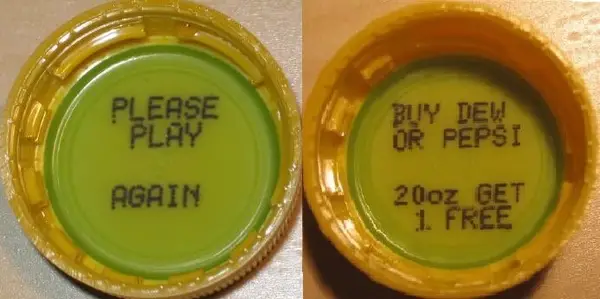 PLEASE
PLAY
AGAIN
BUY DEW
OR PEPSI
20oz GET
1 FREE